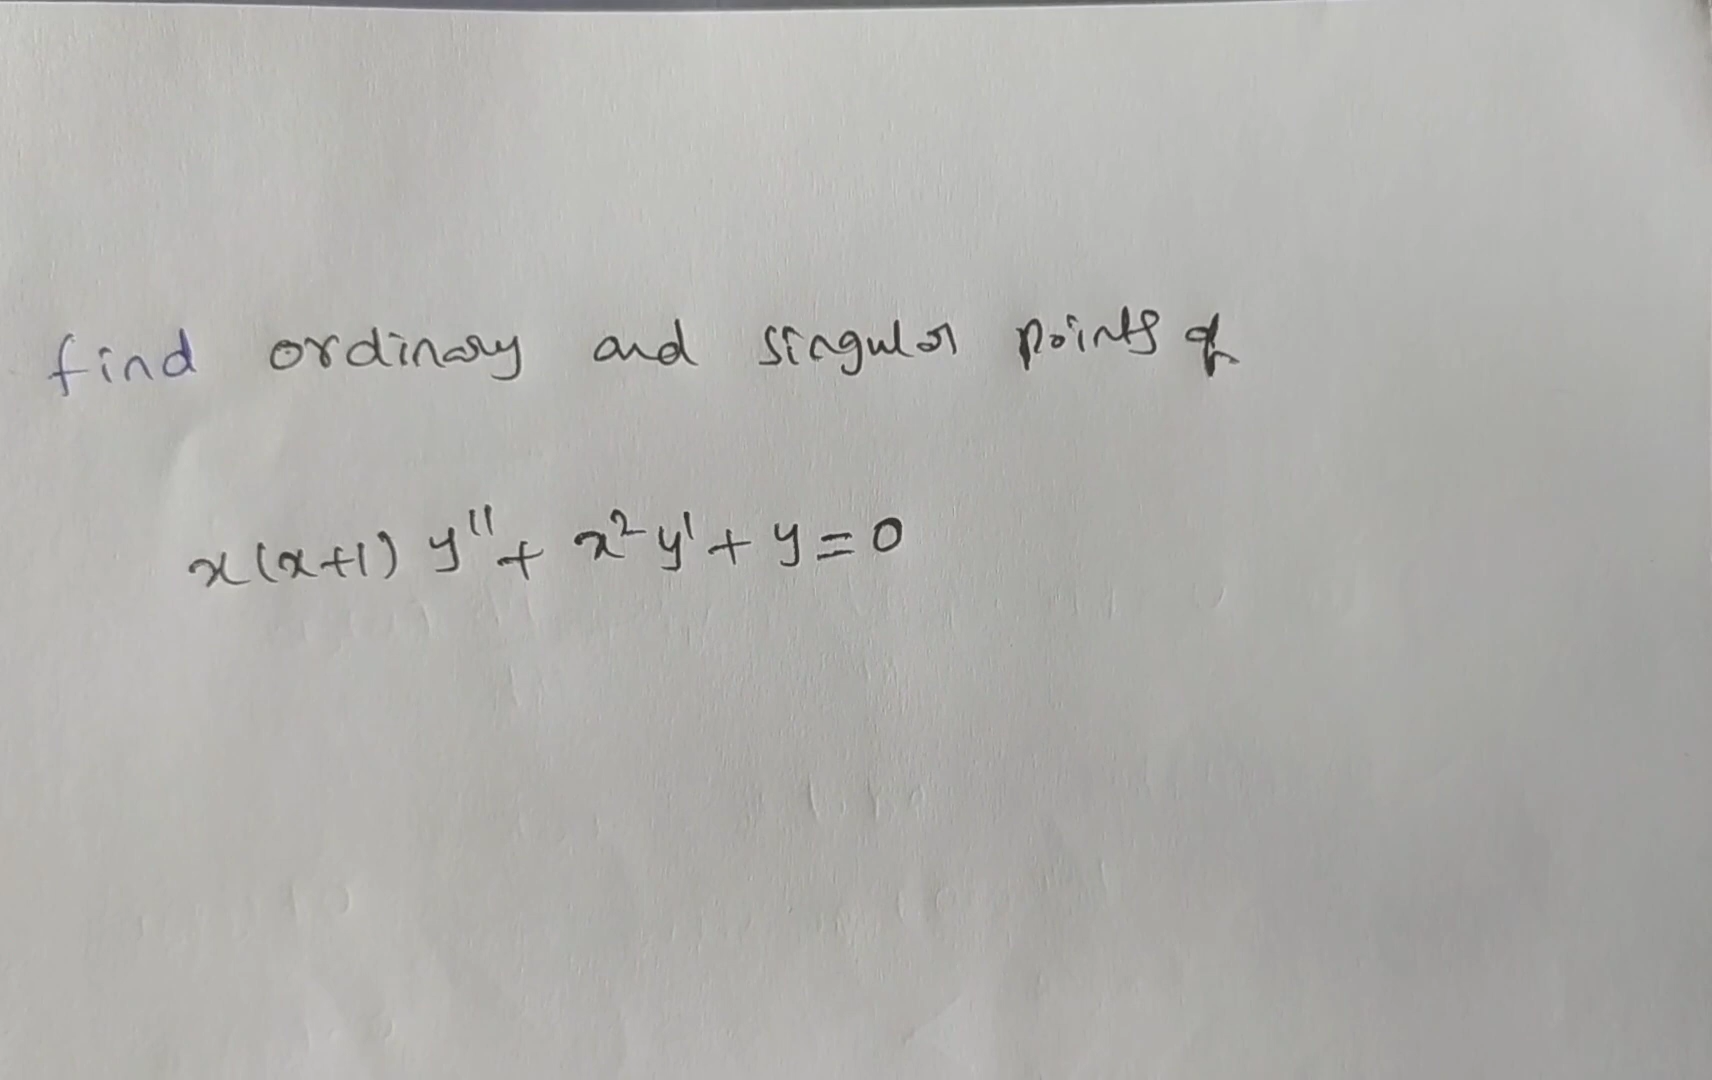 find ordinary and singular points of
x(x+1) y'' + x² y' + y = 0